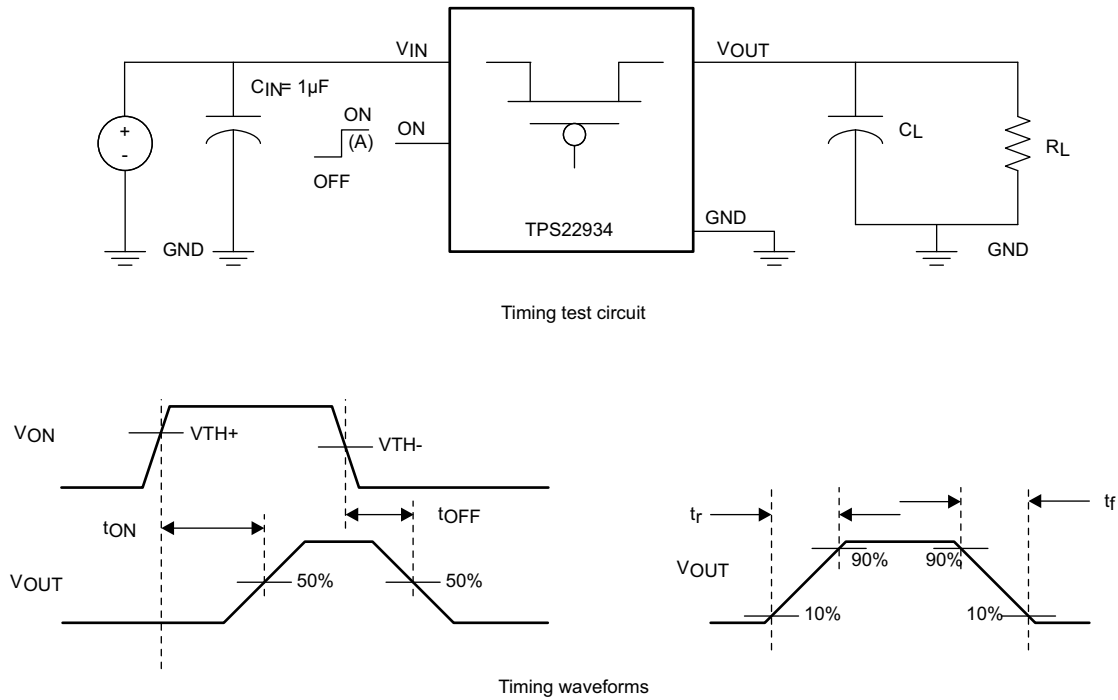 VIN
VOUT
CIN= 1µF
ON
(A)
OFF
ON
+
-
CL
RL
TPS22934
GND
GND
GND
Timing test circuit
VON
VTH+
VTH-
tON
tOFF
VOUT
50%
50%
tr
tf
VOUT
90%
90%
10%
10%
Timing waveforms